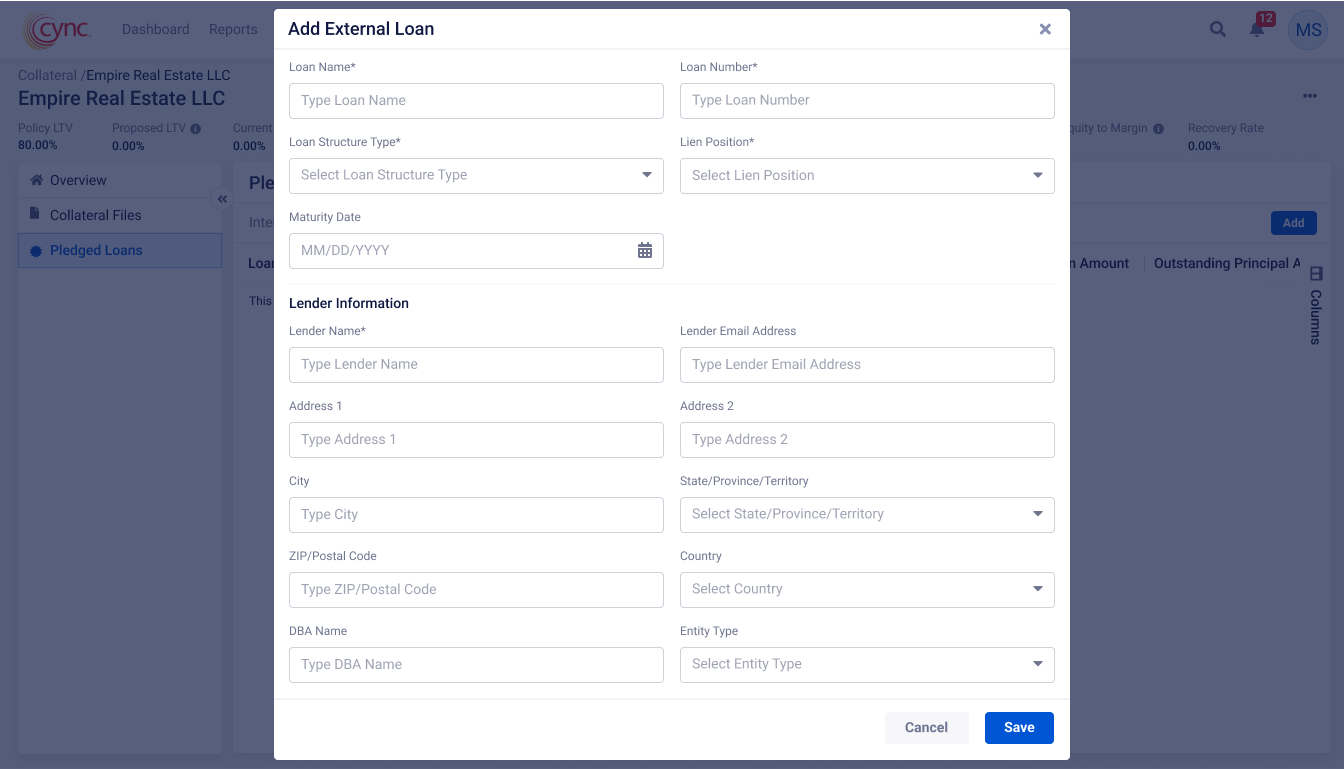 cync
Dashboard
Reports
12
MS
Collateral /Empire Real Estate LLC
Empire Real Estate LLC
Policy LTV
80.00%
Proposed LTV
0.00%
Current
0.00%
to Margin
Recovery Rate
0.00%
Overview
Collateral Files
Pledged Loans
Add
Amount
Outstanding Principal A
This
Columns
Add External Loan
Loan Name*
Loan Number*
Type Loan Name
Type Loan Number
Loan Structure Type*
Lien Position*
Select Loan Structure Type
Select Lien Position
Maturity Date
MM/DD/YYYY
Lender Information
Lender Name*
Lender Email Address
Type Lender Name
Type Lender Email Address
Address 1
Address 2
Type Address 1
Type Address 2
City
State/Province/Territory
Type City
Select State/Province/Territory
ZIP/Postal Code
Country
Type ZIP/Postal Code
Select Country
DBA Name
Entity Type
Type DBA Name
Select Entity Type
Cancel
Save